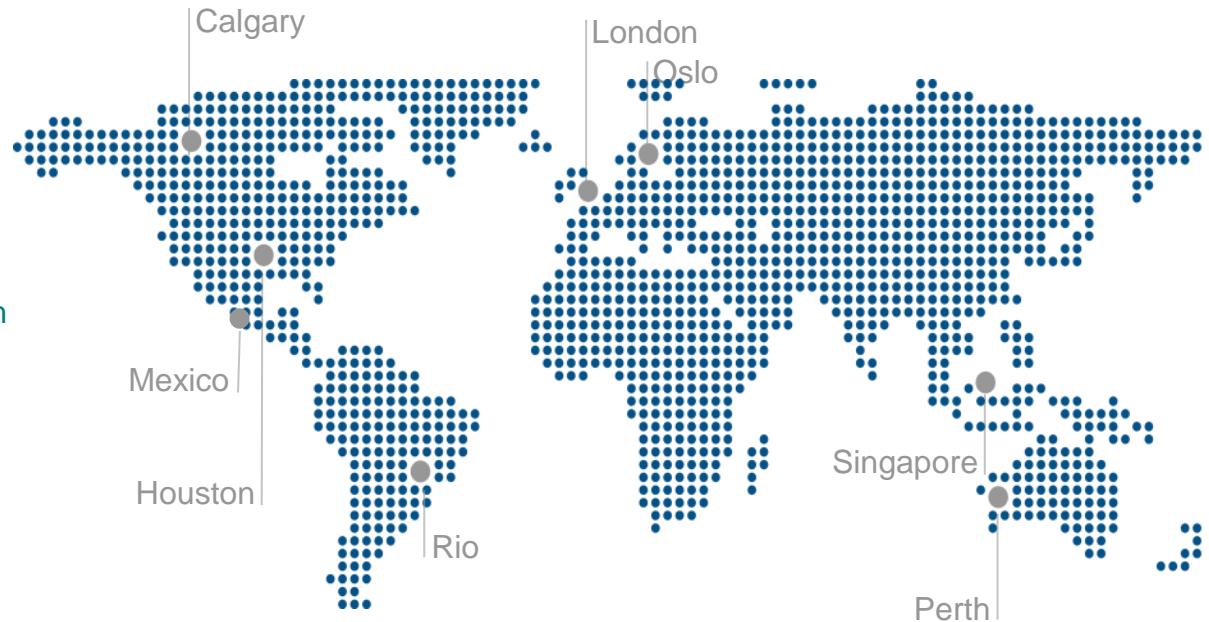 Calgary
London
Oslo
n
Mexico
Singapore
Houston
Rio
Perth